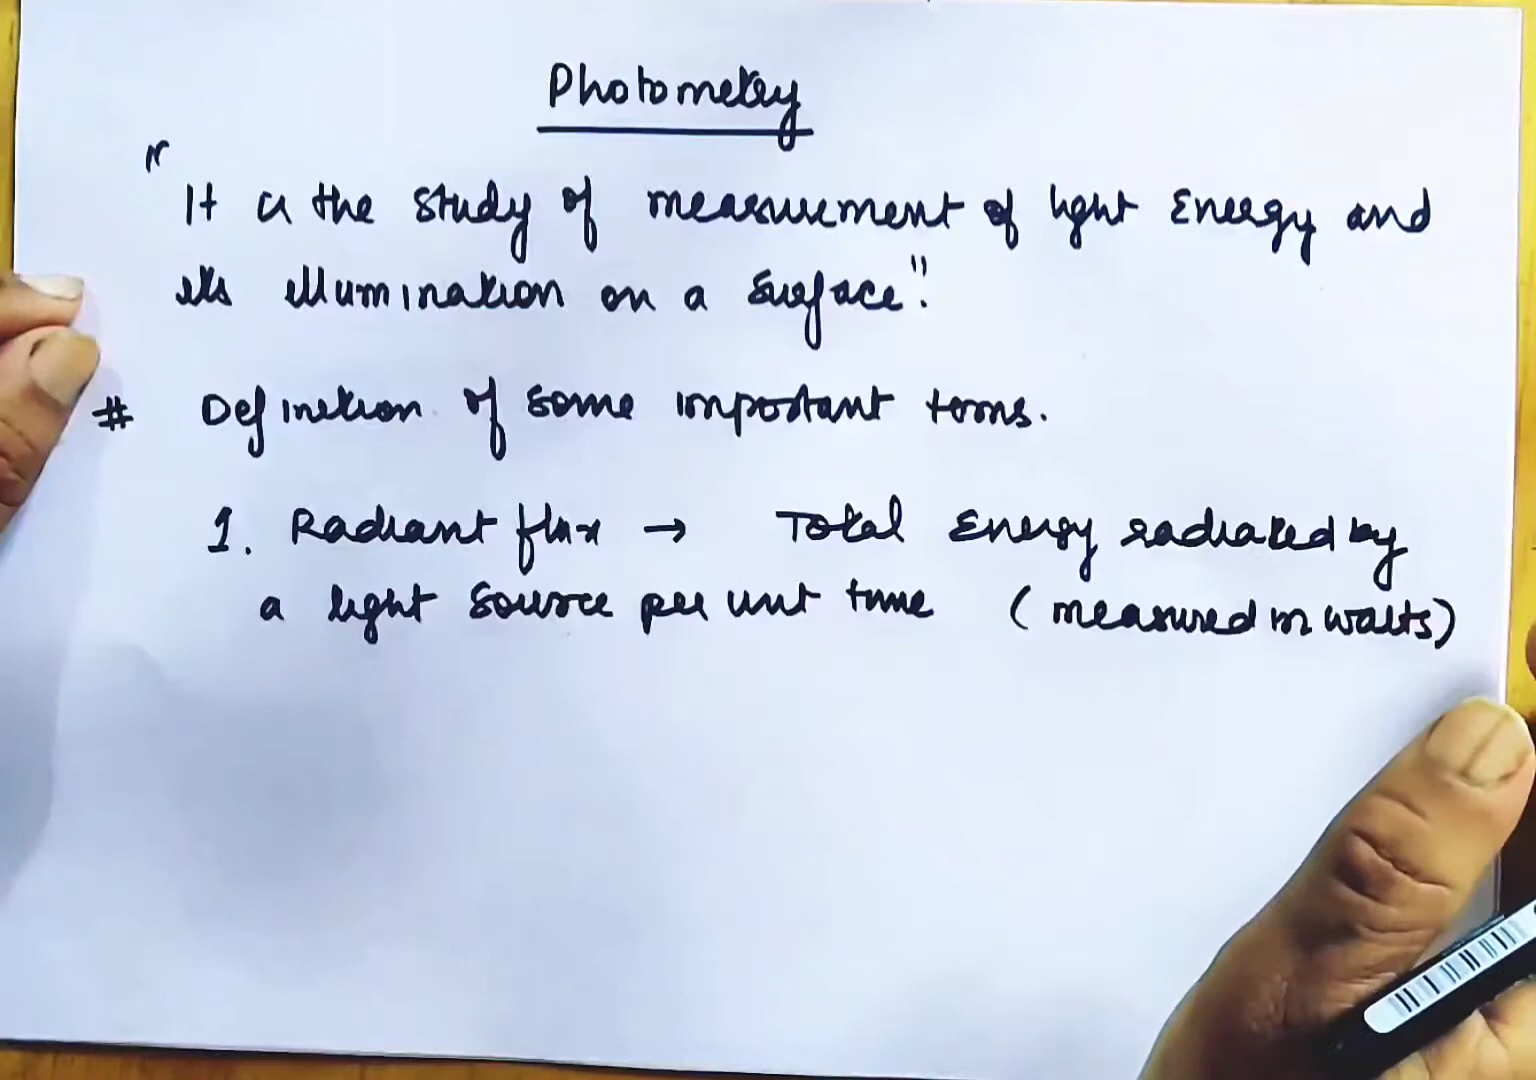 Photometry
"It is the study of measurement of light Energy and
its illumination on a surface".
# Definition of some important terms.
1. Radiant flux → Total Energy radiated by
a light source per unit time (measured in watts)